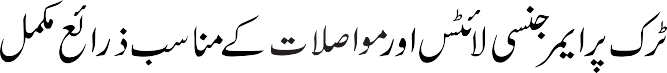 ٹرک پر ایمرجنسی لائٹس اور مواصلات کے مناسب ذرائع مکمل